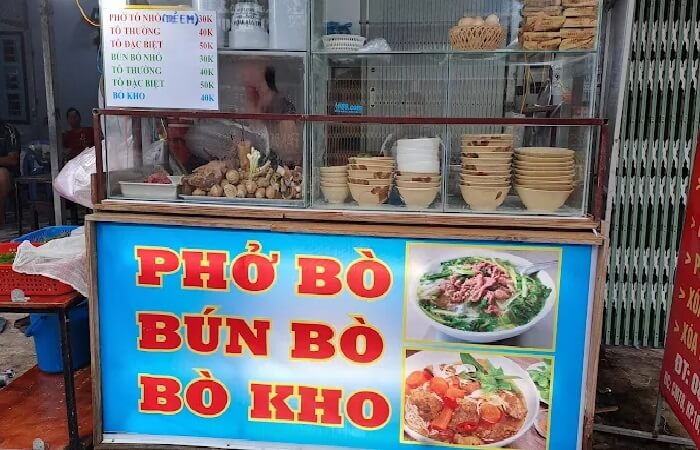 PHỞ TÔ NHỎ (TRẺ EM) 30K
TÔ THƯỜNG 40K
TÔ ĐẶC BIỆT 50K
BÚN BÒ NHỎ 30K
TÔ THƯỜNG 40K
TÔ ĐẶC BIỆT 50K
BÒ KHO 40K
PHỞ BÒ
BÚN BÒ
BÒ KHO